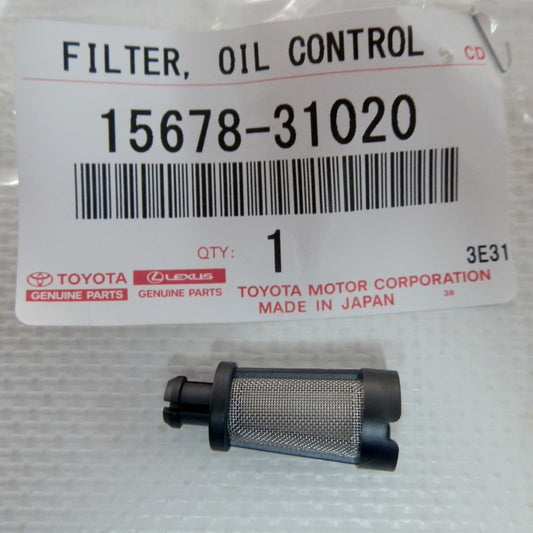 FILTER, OIL CONTROL
CD
15678-31020
QTY: 1
3E31
TOYOTA
GENUINE PARTS
LEXUS
GENUINE PARTS
TOYOTA MOTOR CORPORATION
MADE IN JAPAN
38